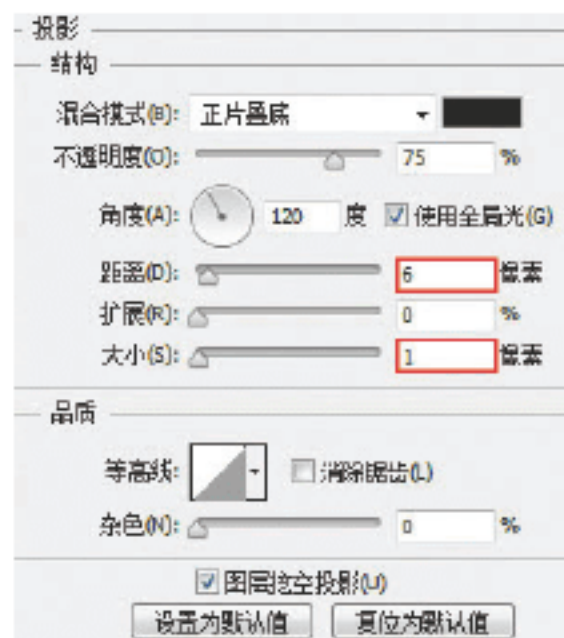 投影
结构
混合模式(B): 正片叠底
不透明度(O): 75 %
角度(A): 120 度 使用全局光(G)
距离(D): 6 像素
扩展(R): 0 %
大小(S): 1 像素
品质
等高线: 消除锯齿(L)
杂色(N): 0 %
图层挖空投影(U)
设置为默认值 复位为默认值